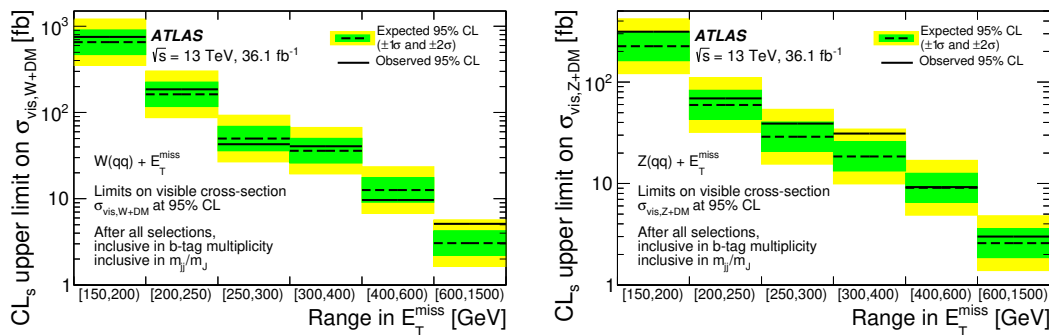 CLs upper limit on σvis,W+DM [fb]
10³
10²
10
1
ATLAS
√s = 13 TeV, 36.1 fb⁻¹
Expected 95% CL
(±1σ and ±2σ)
Observed 95% CL
W(qq) + E_T^miss
Limits on visible cross-section
σvis,W+DM at 95% CL
After all selections,
inclusive in b-tag multiplicity
inclusive in m_jj/m_J
[150,200) [200,250) [250,300) [300,400) [400,600) [600,1500)
Range in E_T^miss [GeV]
CLs upper limit on σvis,Z+DM [fb]
10²
10
1
ATLAS
√s = 13 TeV, 36.1 fb⁻¹
Expected 95% CL
(±1σ and ±2σ)
Observed 95% CL
Z(qq) + E_T^miss
Limits on visible cross-section
σvis,Z+DM at 95% CL
After all selections,
inclusive in b-tag multiplicity
inclusive in m_jj/m_J
[150,200) [200,250) [250,300) [300,400) [400,600) [600,1500)
Range in E_T^miss [GeV]